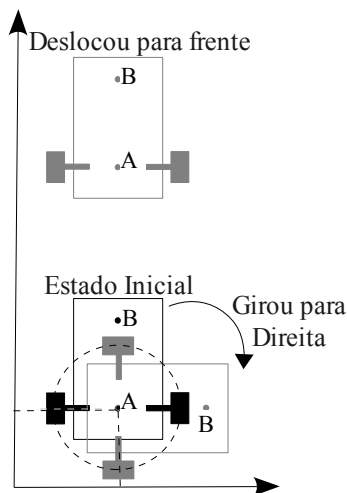 Deslocou para frente
B
A
Estado Inicial
Girou para
Direita
B
A
B